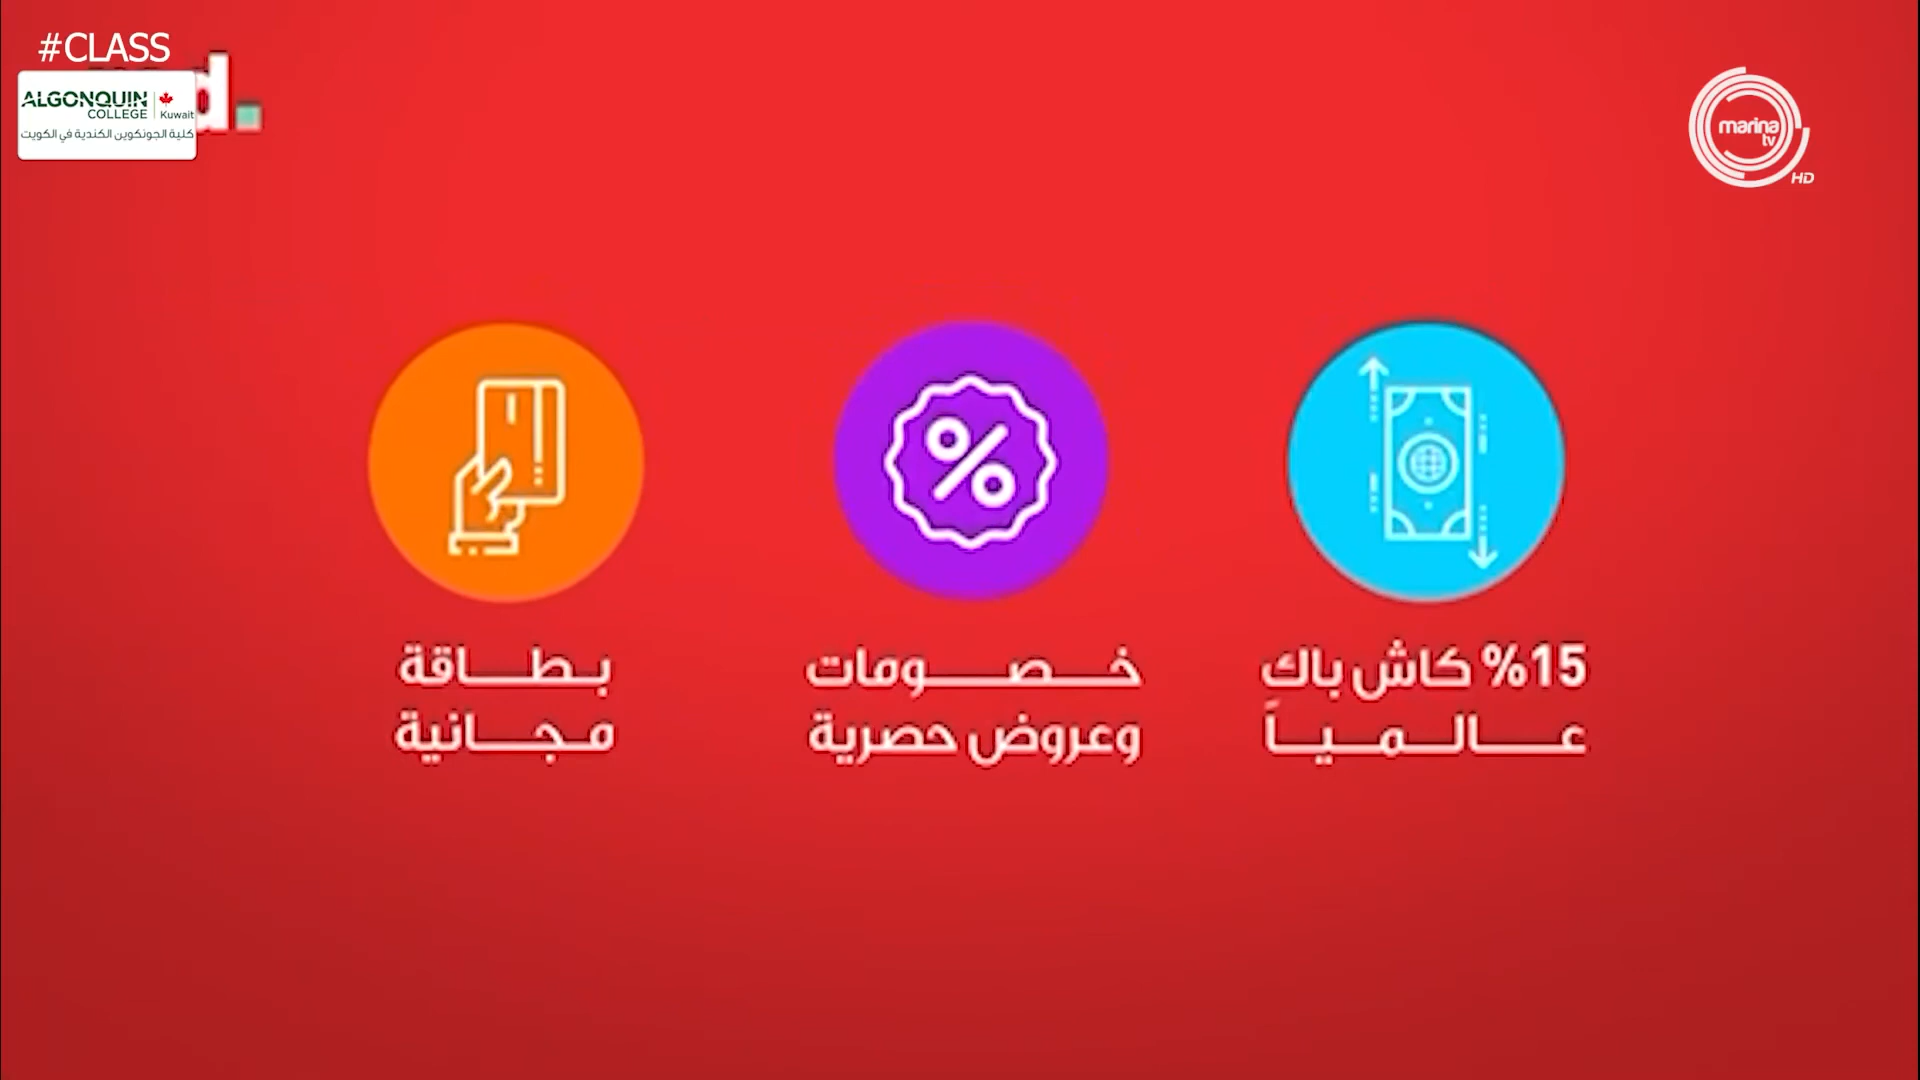 #CLASS
ALGONQUIN
COLLEGE
Kuwait
كلية الجونكوين الكندية في الكويت
marina
tv
HD
15% كاش باك
عالمياً
خصومات
وعروض حصرية
بطاقة
مجانية